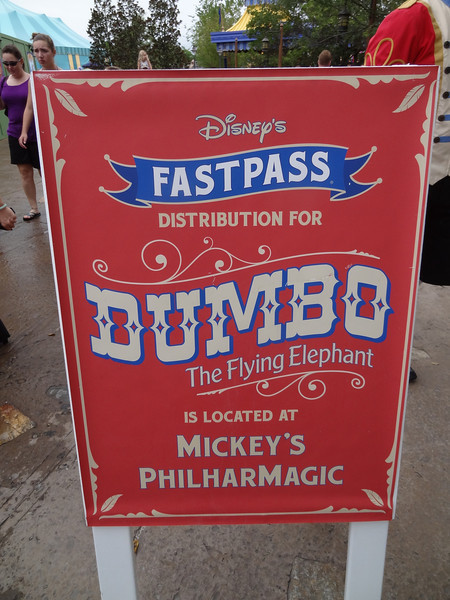 Disney's
FASTPASS
DISTRIBUTION FOR
DUMBO
The Flying Elephant
IS LOCATED AT
MICKEY'S
PHILHARMAGIC